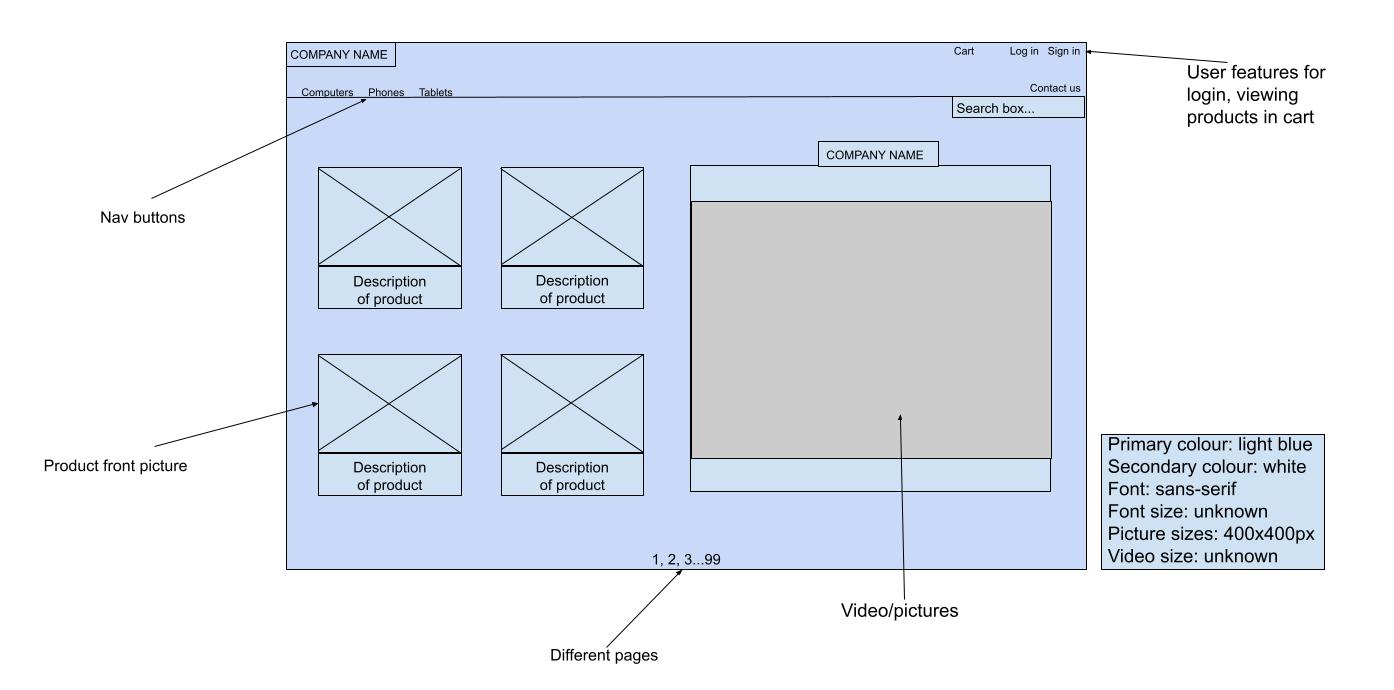 COMPANY NAME
Cart Log in Sign in
User features for
login, viewing
products in cart
Computers Phones Tablets
Contact us
Search box...
COMPANY NAME
Nav buttons
Description
of product
Description
of product
Product front picture
Description
of product
Description
of product
Primary colour: light blue
Secondary colour: white
Font: sans-serif
Font size: unknown
Picture sizes: 400x400px
Video size: unknown
1, 2, 3...99
Video/pictures
Different pages